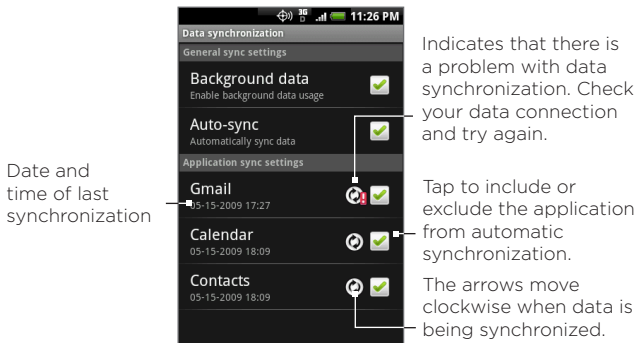 3G
D
11:26 PM
Data synchronization
General sync settings
Background data
Enable background data usage
Auto-sync
Automatically sync data
Application sync settings
Gmail
05-15-2009 17:27
Calendar
05-15-2009 18:09
Contacts
05-15-2009 18:09
Date and
time of last
synchronization
Indicates that there is
a problem with data
synchronization. Check
your data connection
and try again.
Tap to include or
exclude the application
from automatic
synchronization.
The arrows move
clockwise when data is
being synchronized.